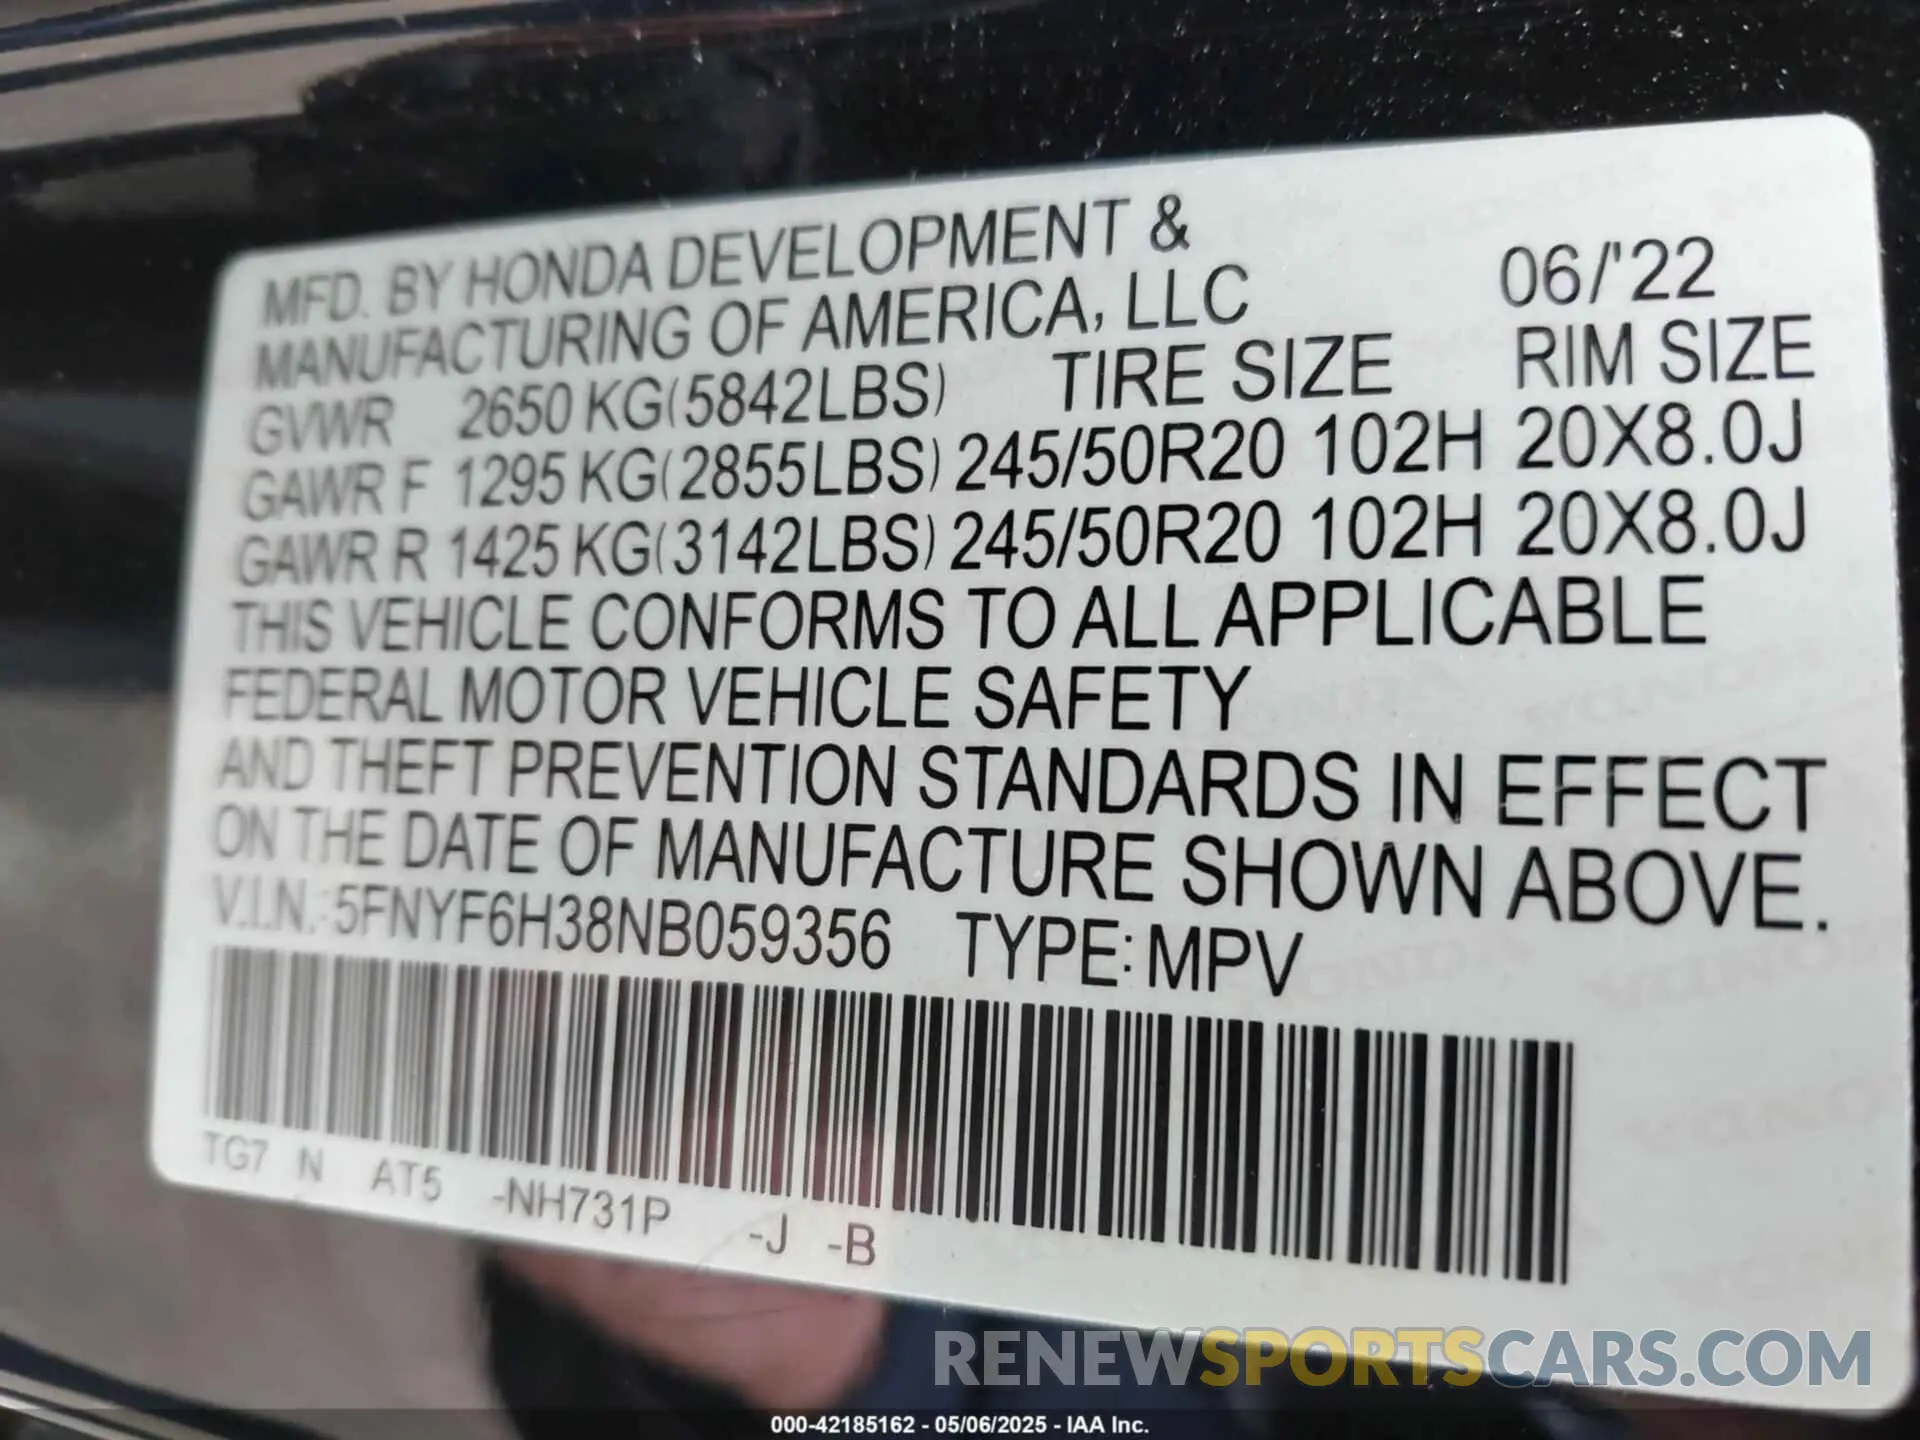 MFD. BY HONDA DEVELOPMENT &
MANUFACTURING OF AMERICA, LLC 06/'22
GVWR 2650 KG(5842LBS) TIRE SIZE RIM SIZE
GAWR F 1295 KG(2855LBS) 245/50R20 102H 20X8.0J
GAWR R 1425 KG(3142LBS) 245/50R20 102H 20X8.0J
THIS VEHICLE CONFORMS TO ALL APPLICABLE
FEDERAL MOTOR VEHICLE SAFETY
AND THEFT PREVENTION STANDARDS IN EFFECT
ON THE DATE OF MANUFACTURE SHOWN ABOVE.
V.I.N.:5FNYF6H38NB059356 TYPE:MPV
TG7 N AT5 -NH731P -J -B
RENEWSPORTSCARS.COM
000-42185162 - 05/06/2025 - IAA Inc.